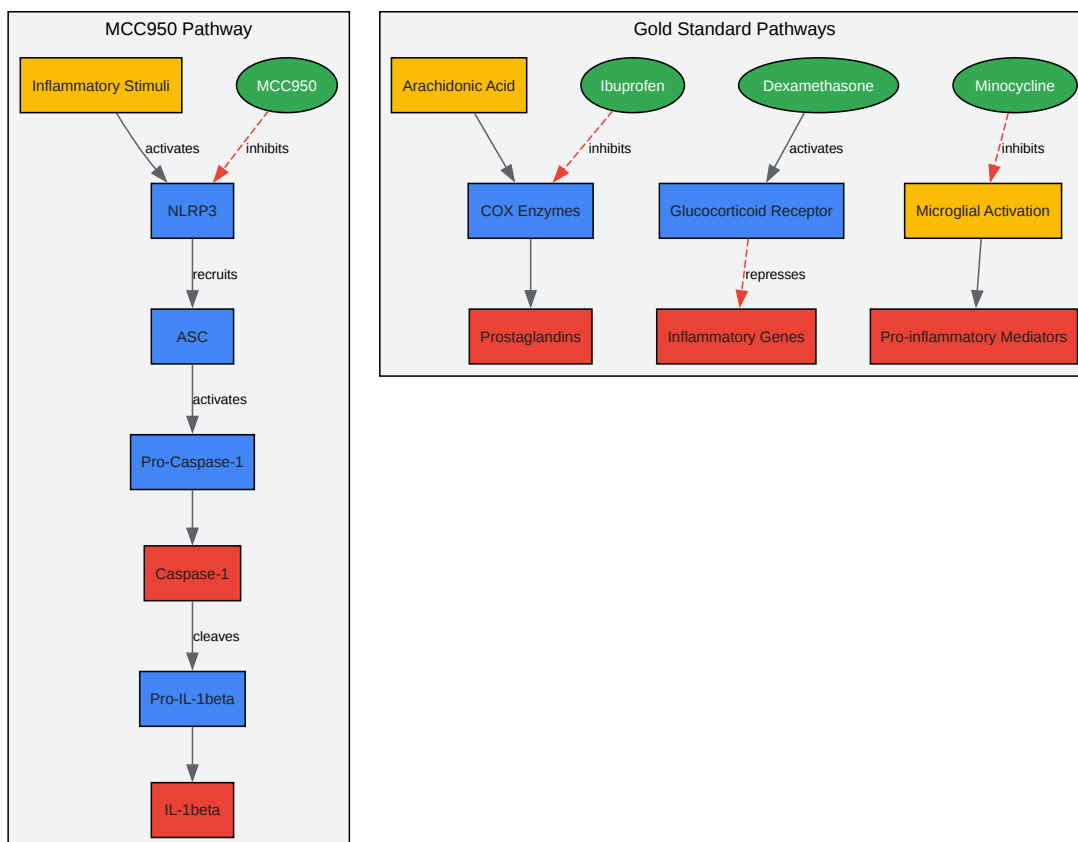 MCC950 Pathway
Inflammatory Stimuli
MCC950
activates
inhibits
NLRP3
recruits
ASC
activates
Pro-Caspase-1
Caspase-1
cleaves
Pro-IL-1beta
IL-1beta
Gold Standard Pathways
Arachidonic Acid
Ibuprofen
Dexamethasone
Minocycline
inhibits
activates
inhibits
COX Enzymes
Glucocorticoid Receptor
Microglial Activation
represses
Prostaglandins
Inflammatory Genes
Pro-inflammatory Mediators